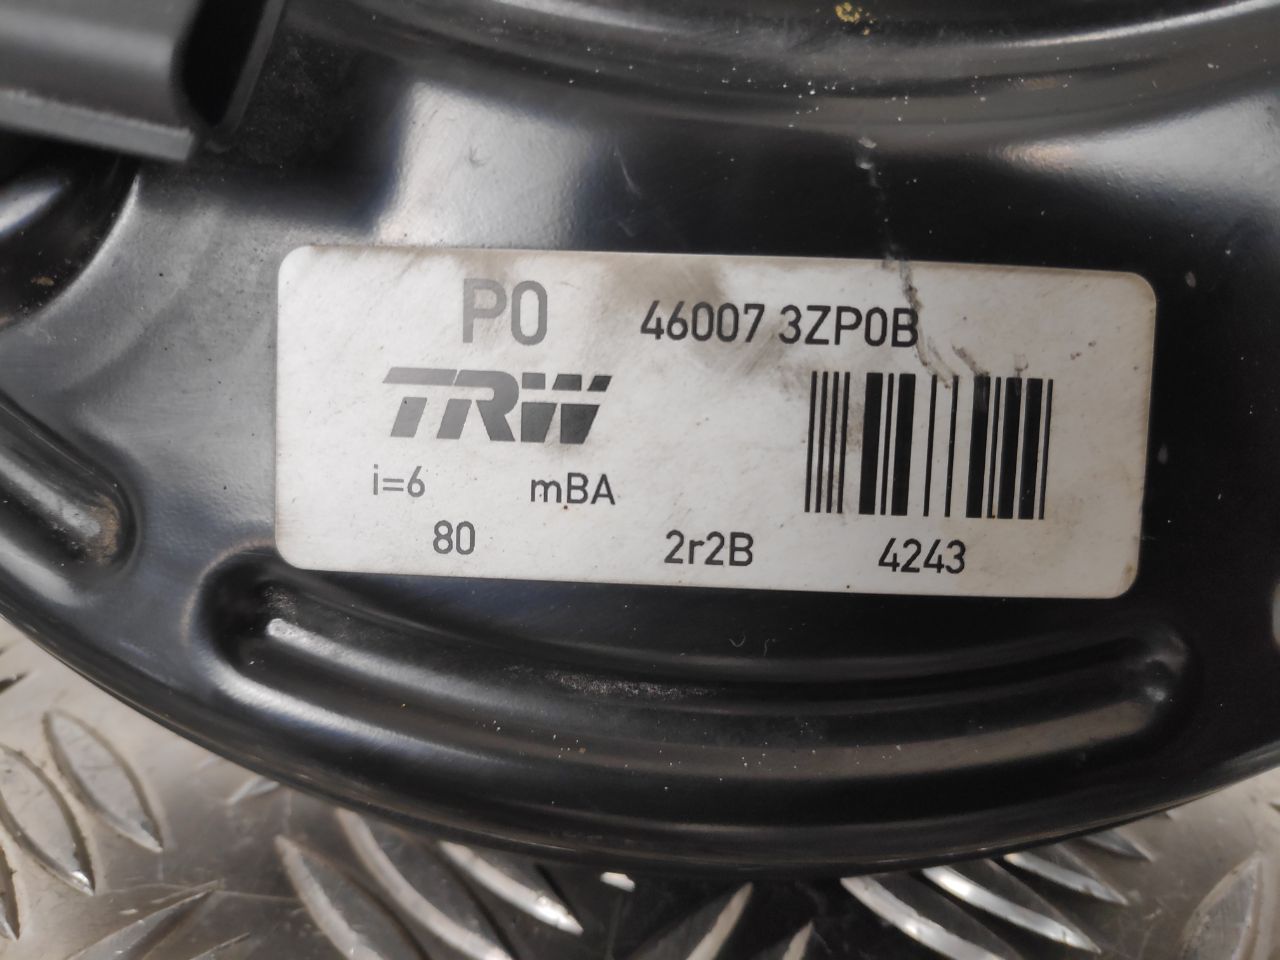 P0 46007 3ZP0B
TRW
i=6 mBA
80 2r2B 4243